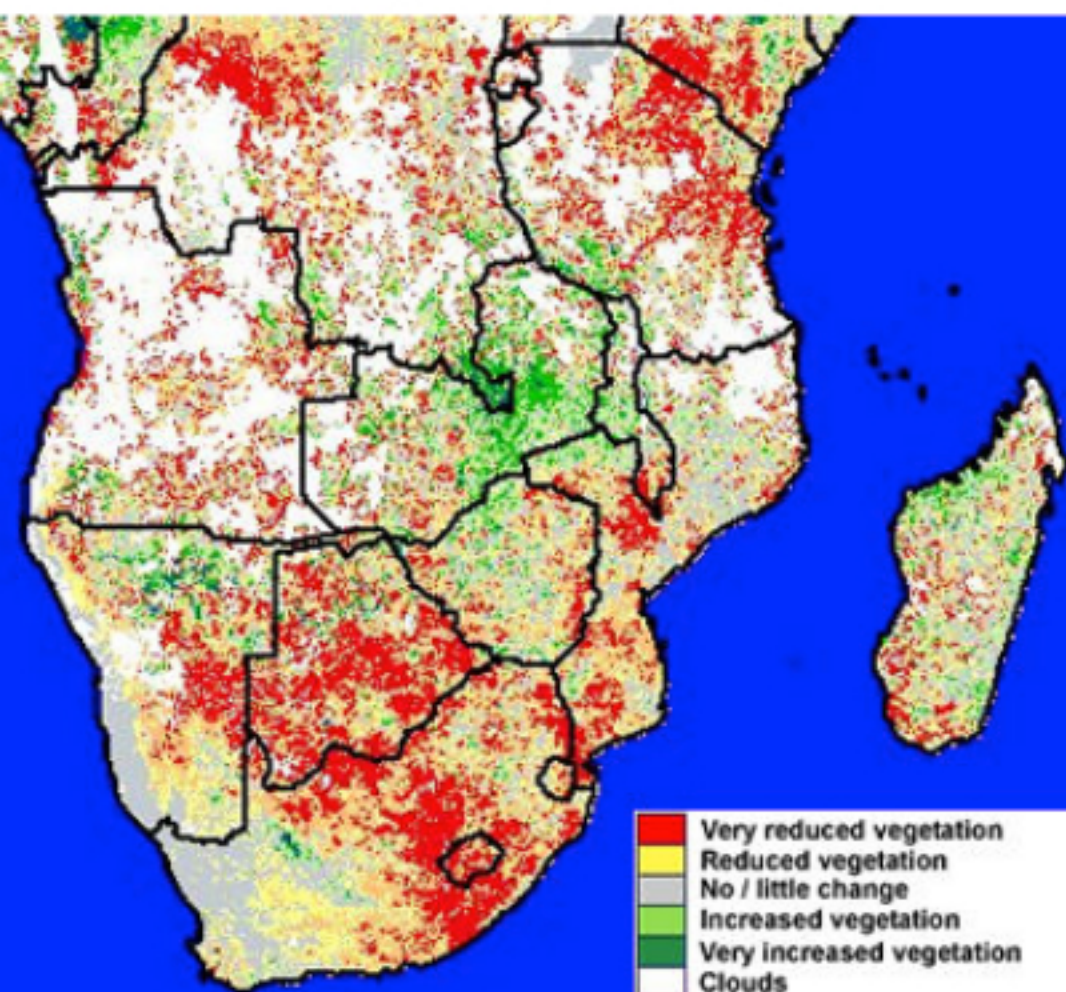 Very reduced vegetation
Reduced vegetation
No / little change
Increased vegetation
Very increased vegetation
Clouds